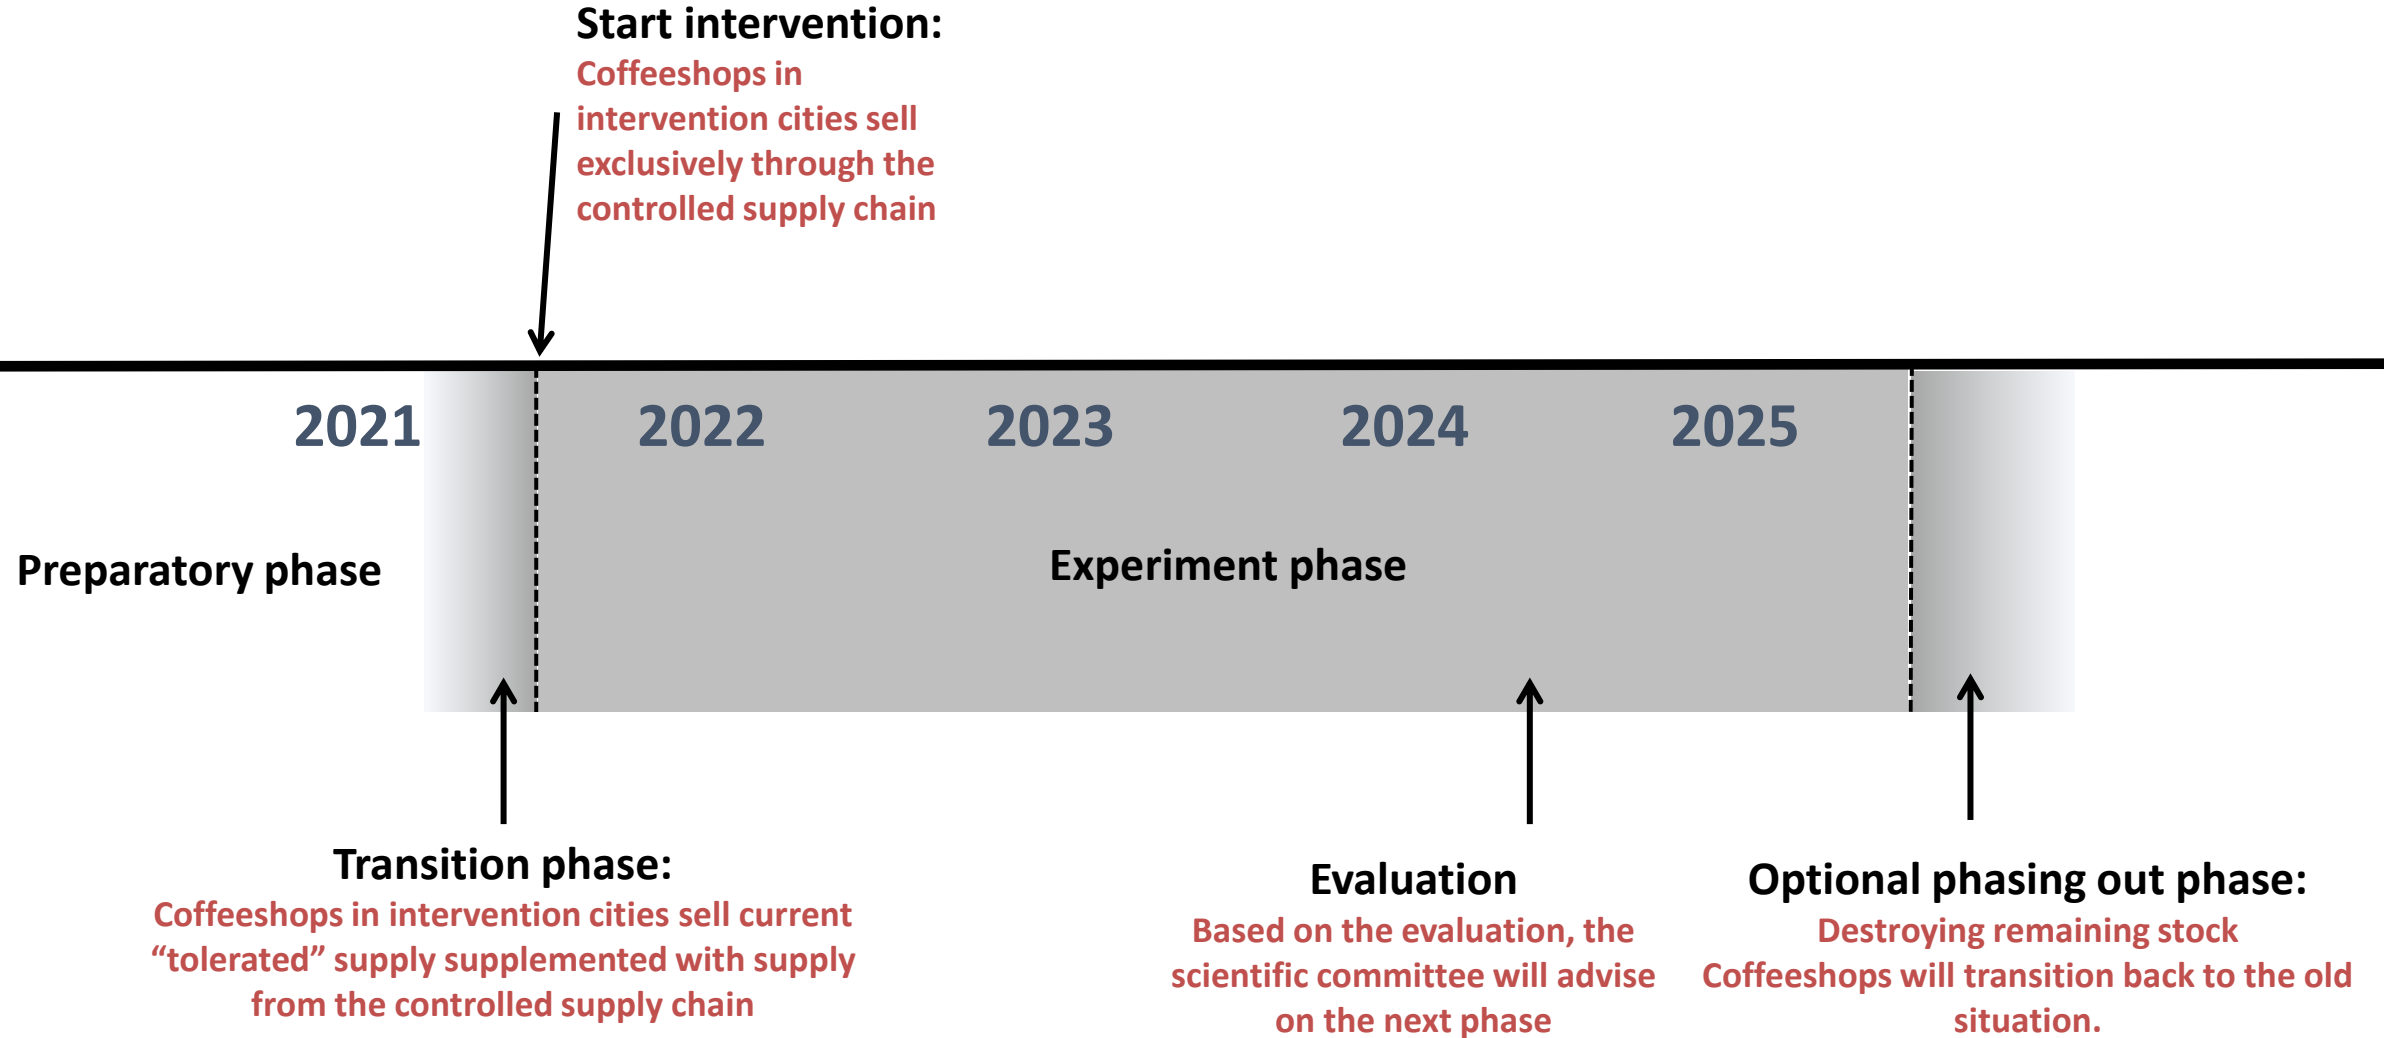 Start intervention:
Coffeeshops in
intervention cities sell
exclusively through the
controlled supply chain
2021
2022
2023
2024
2025
Preparatory phase
Experiment phase
Transition phase:
Coffeeshops in intervention cities sell current
“tolerated” supply supplemented with supply
from the controlled supply chain
Evaluation
Based on the evaluation, the
scientific committee will advise
on the next phase
Optional phasing out phase:
Destroying remaining stock
Coffeeshops will transition back to the old
situation.